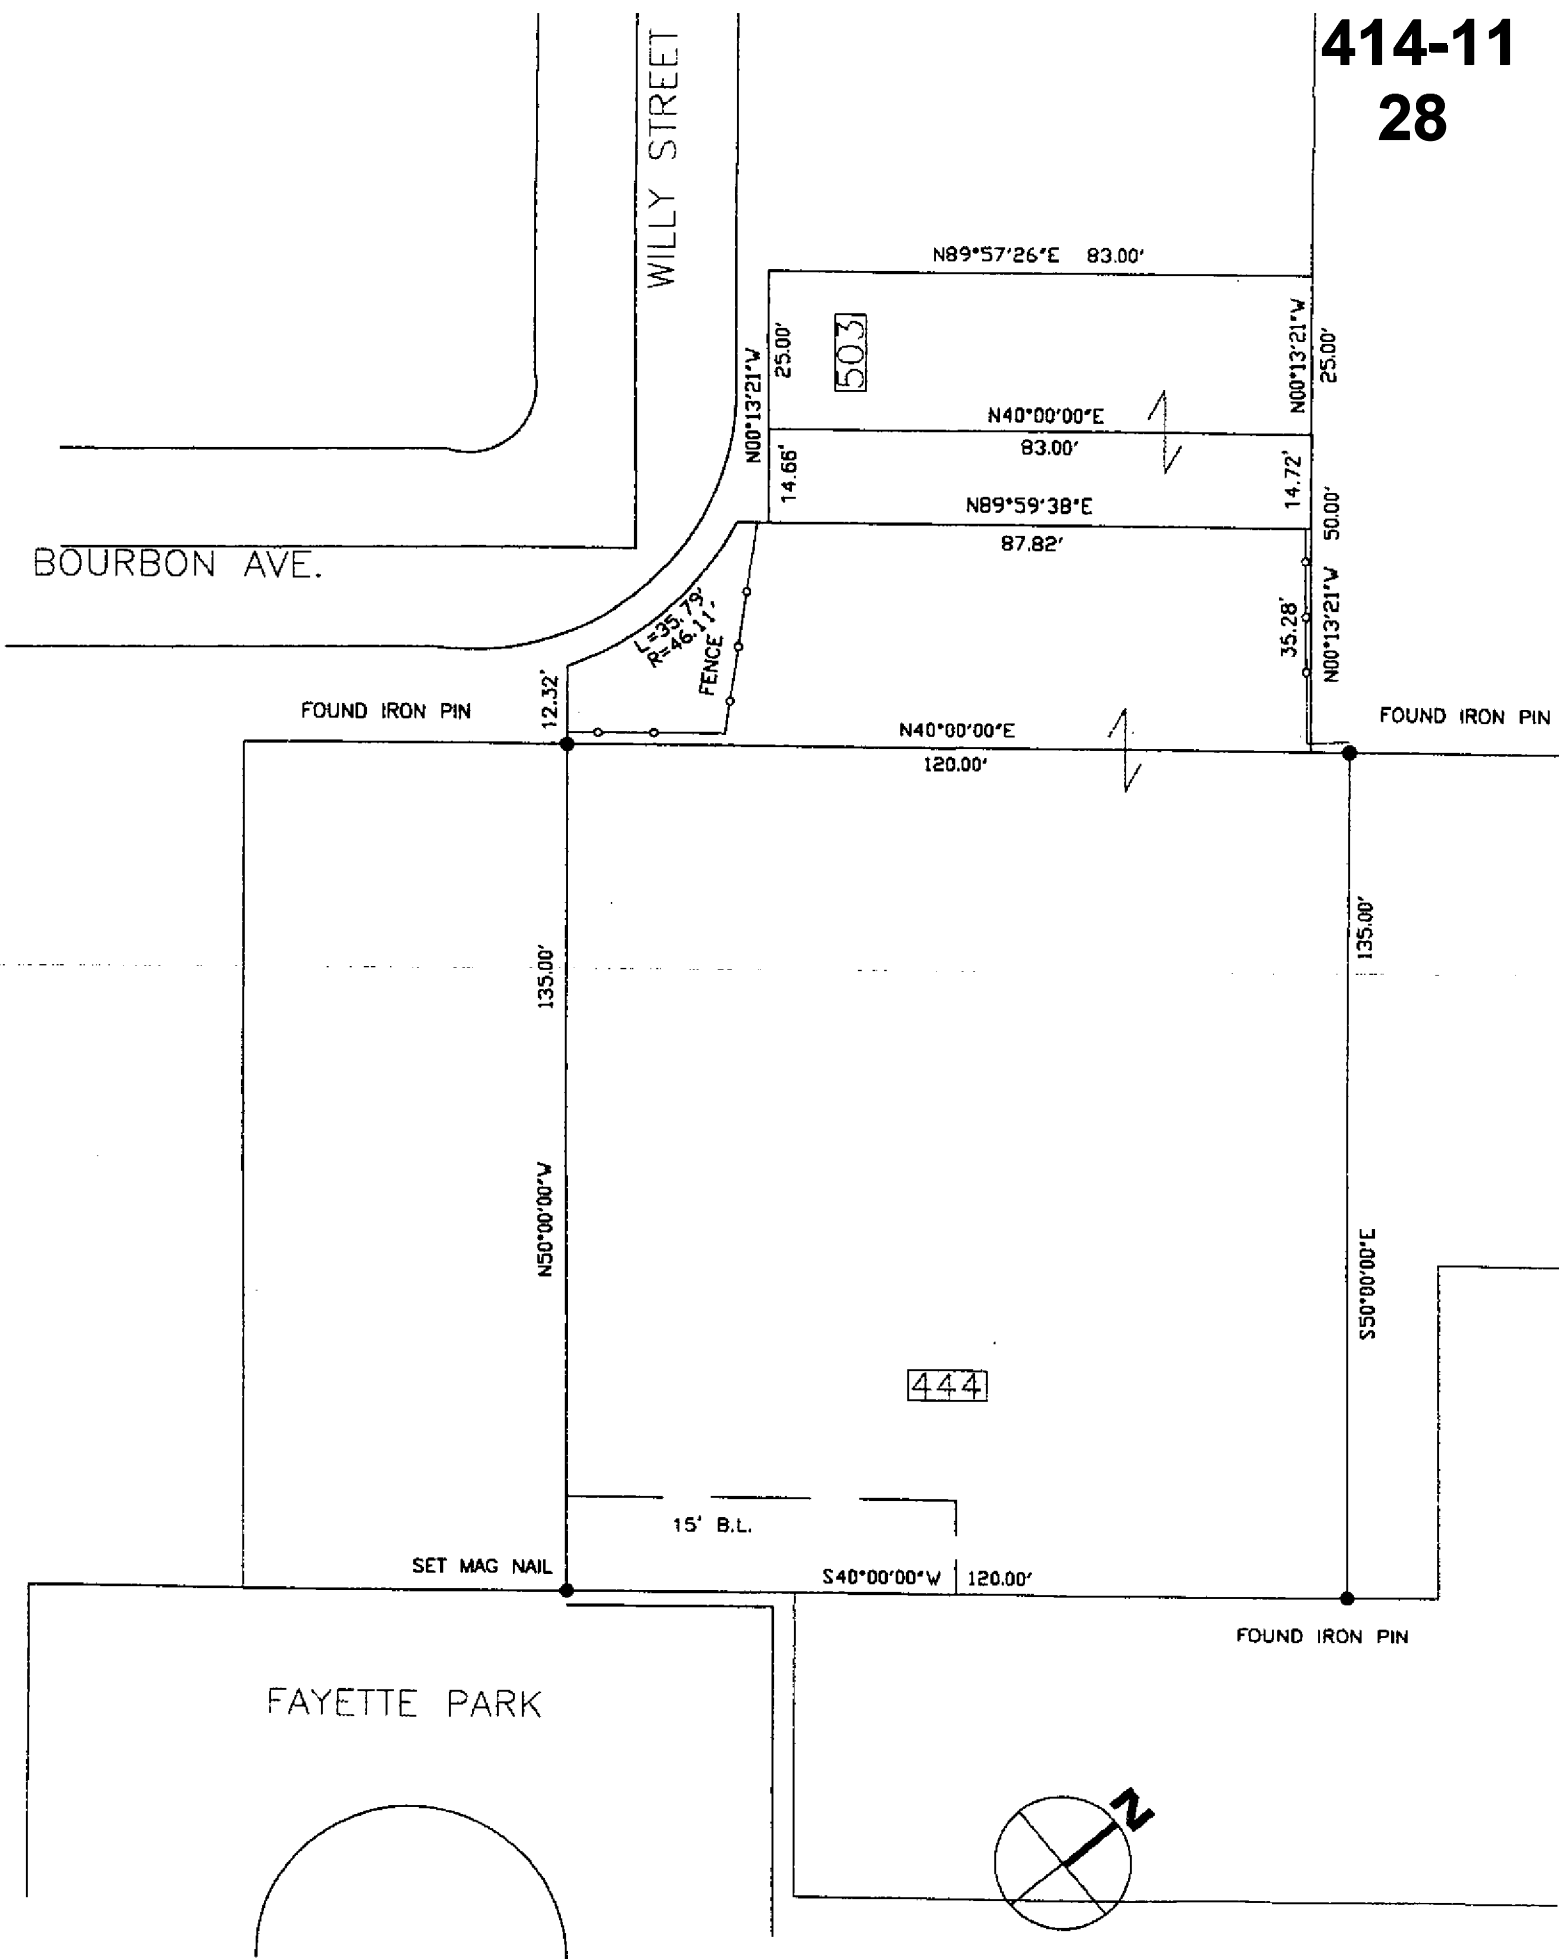 414-11
28
WILLY STREET
N89°57'26"E 83.00'
503
N00°13'21"W
25.00'
N00°13'21"W
25.00'
N40°00'00"E
83.00'
14.66'
14.72'
N89°59'38"E
87.82'
50.00'
N00°13'21"W
35.28'
BOURBON AVE.
L=35.79'
R=46.11'
FENCE
12.32'
FOUND IRON PIN
FOUND IRON PIN
N40°00'00"E
120.00'
135.00'
135.00'
N50°00'00"W
S50°00'00"E
444
15' B.L.
SET MAG NAIL
S40°00'00"W 120.00'
FOUND IRON PIN
FAYETTE PARK
N